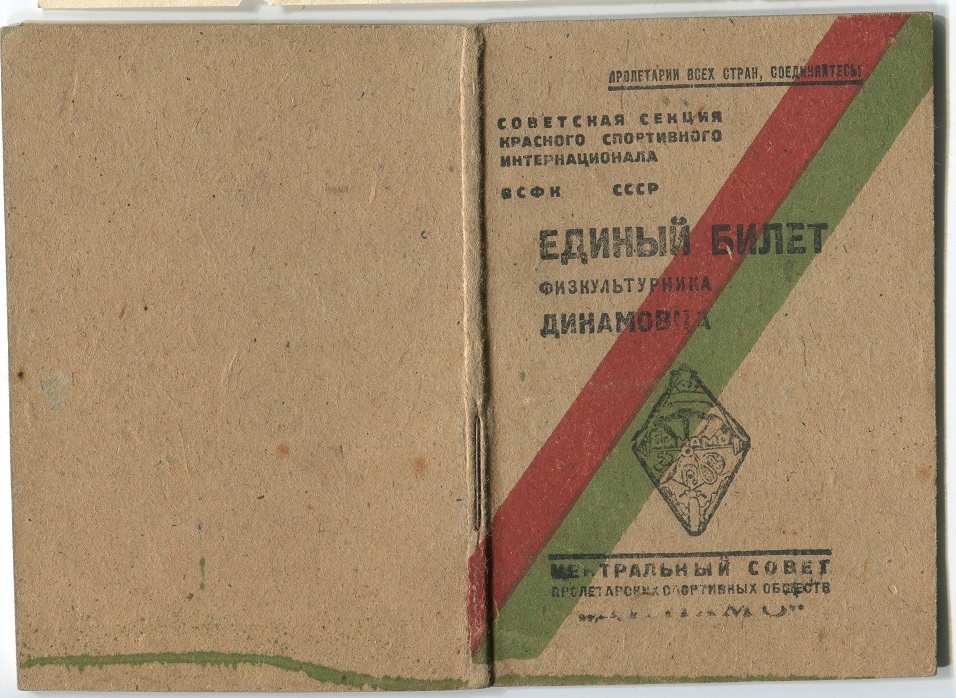 ПРОЛЕТАРИИ ВСЕХ СТРАН, СОЕДИНЯЙТЕСЬ
СОВЕТСКАЯ СЕКЦИЯ
КРАСНОГО СПОРТИВНОГО
ИНТЕРНАЦИОНАЛА
ВСФК СССР
ЕДИНЫЙ БИЛЕТ
ФИЗКУЛЬТУРНИКА
ДИНАМОВЦА
ЦЕНТРАЛЬНЫЙ СОВЕТ
ПРОЛЕТАРСКИХ СПОРТИВНЫХ ОБЩЕСТВ
„ДИНАМО"